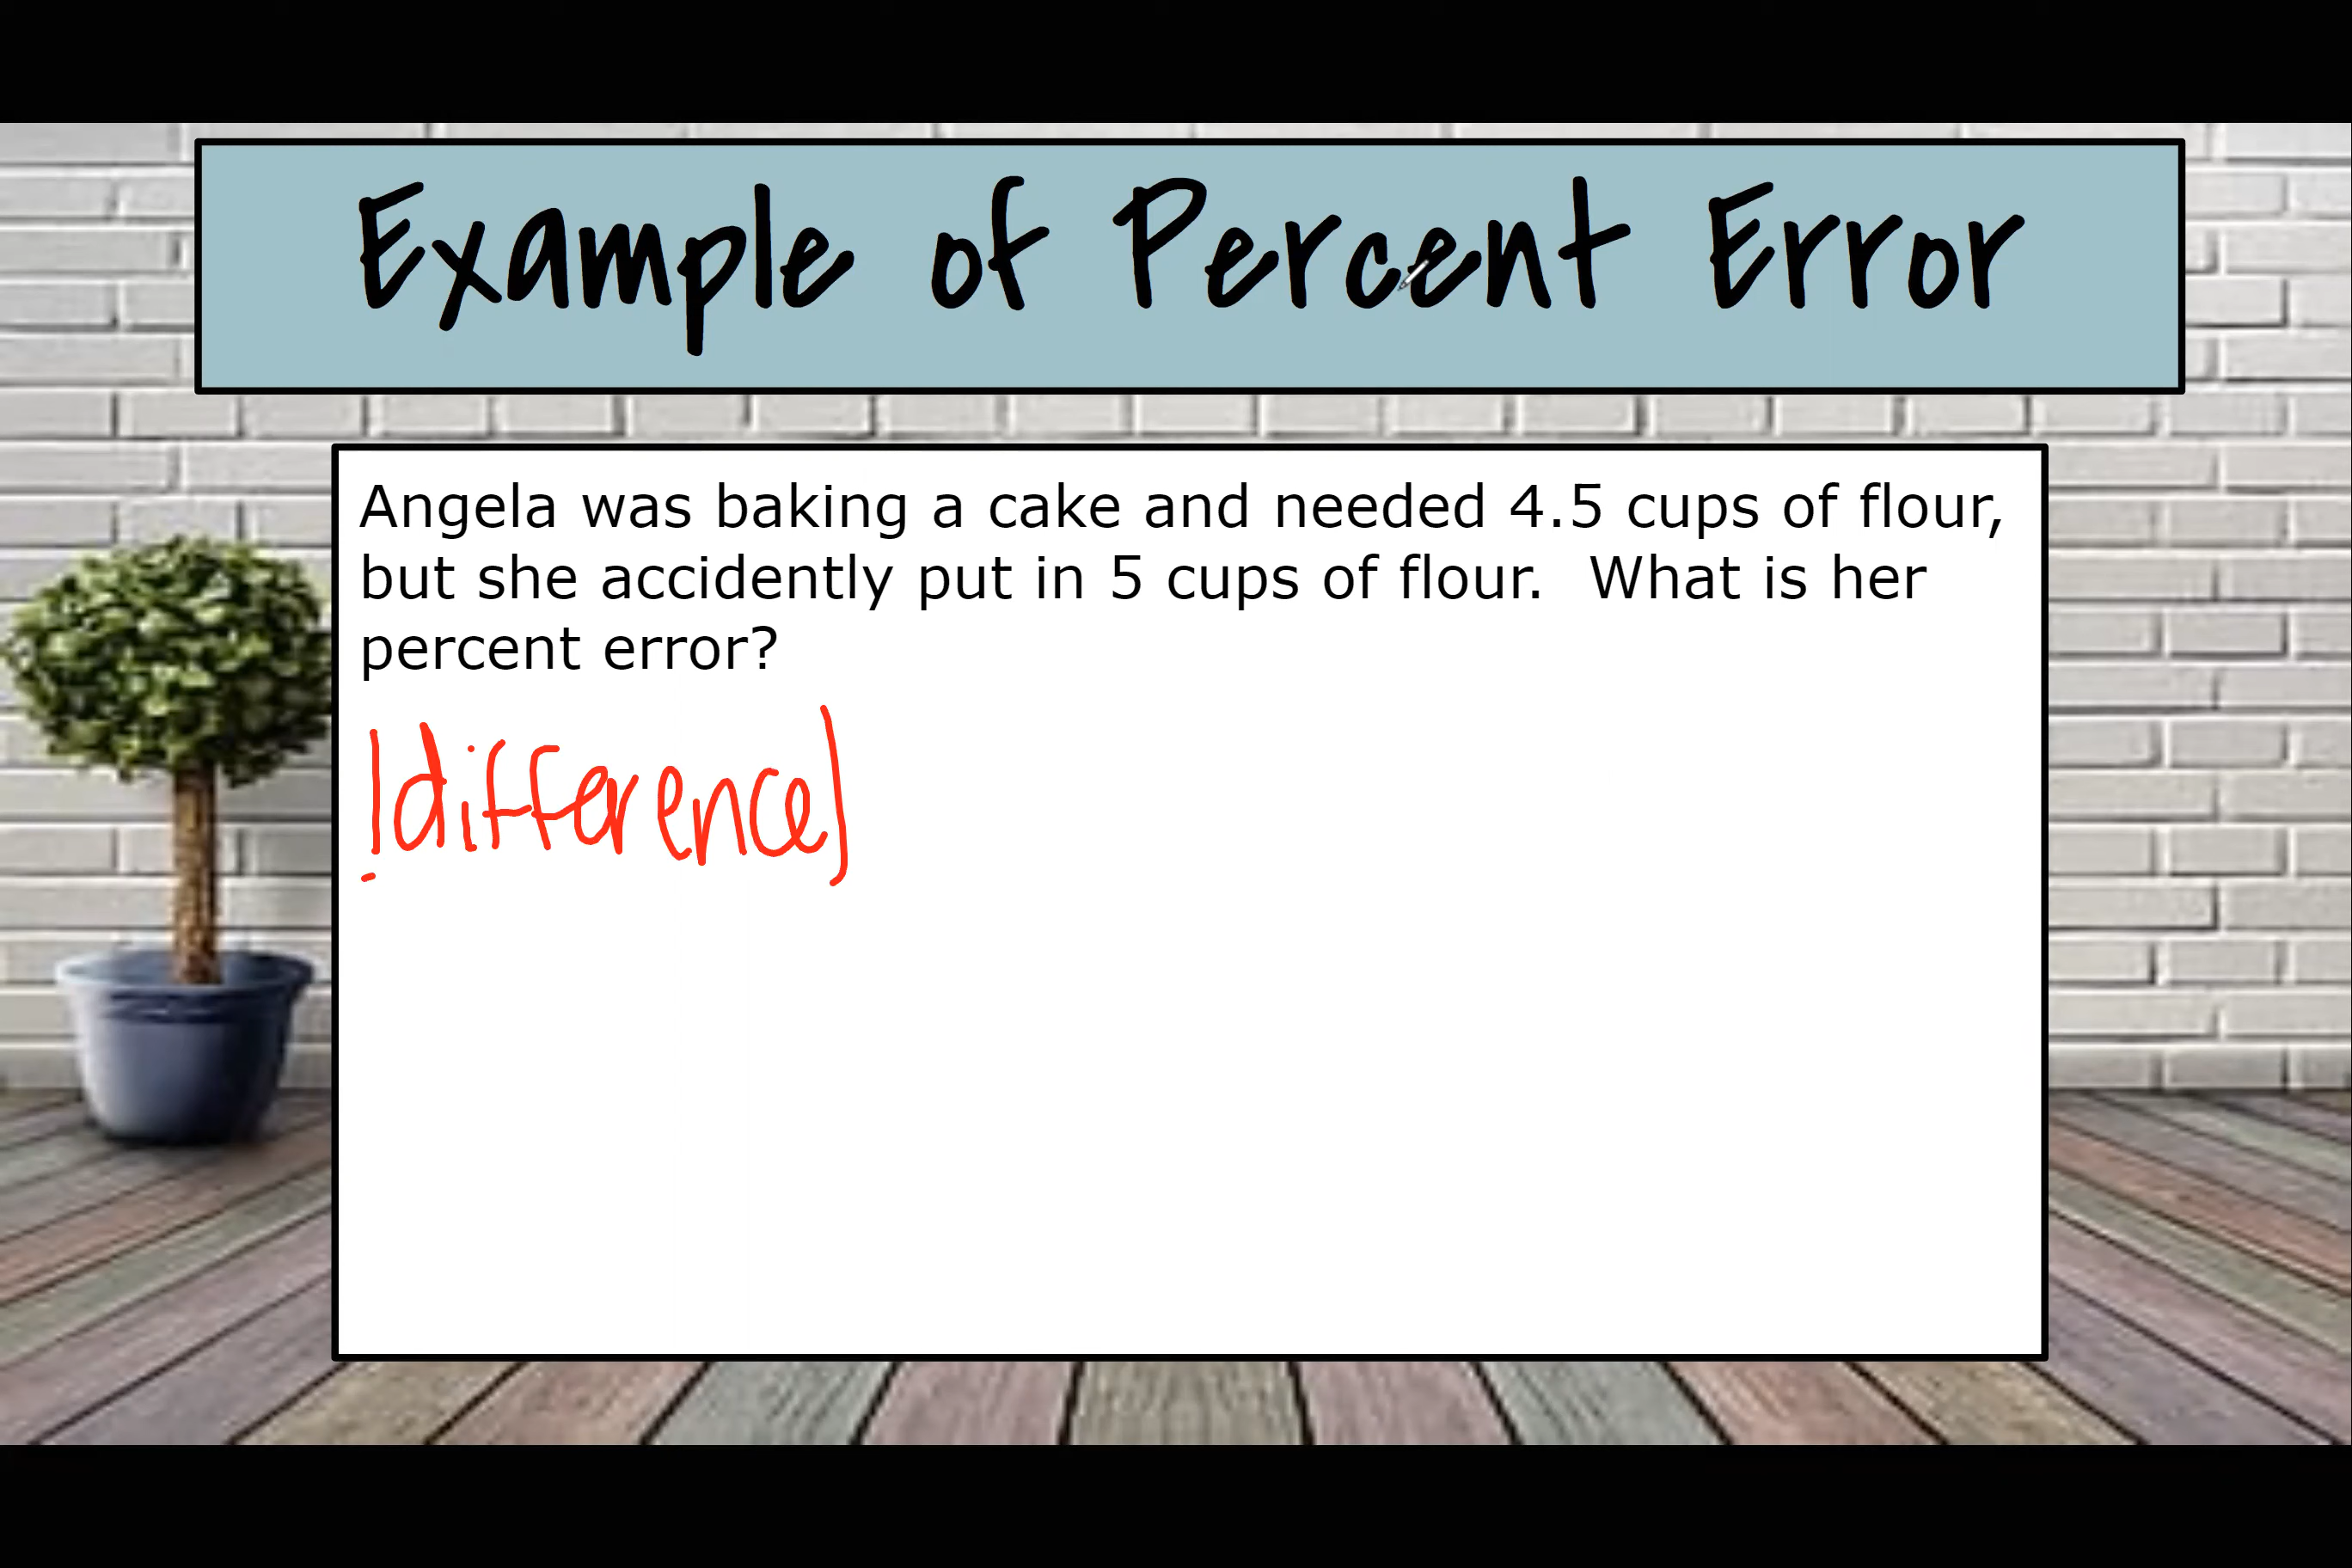 Example of Percent Error
Angela was baking a cake and needed 4.5 cups of flour,
but she accidently put in 5 cups of flour.  What is her
percent error?
|difference|